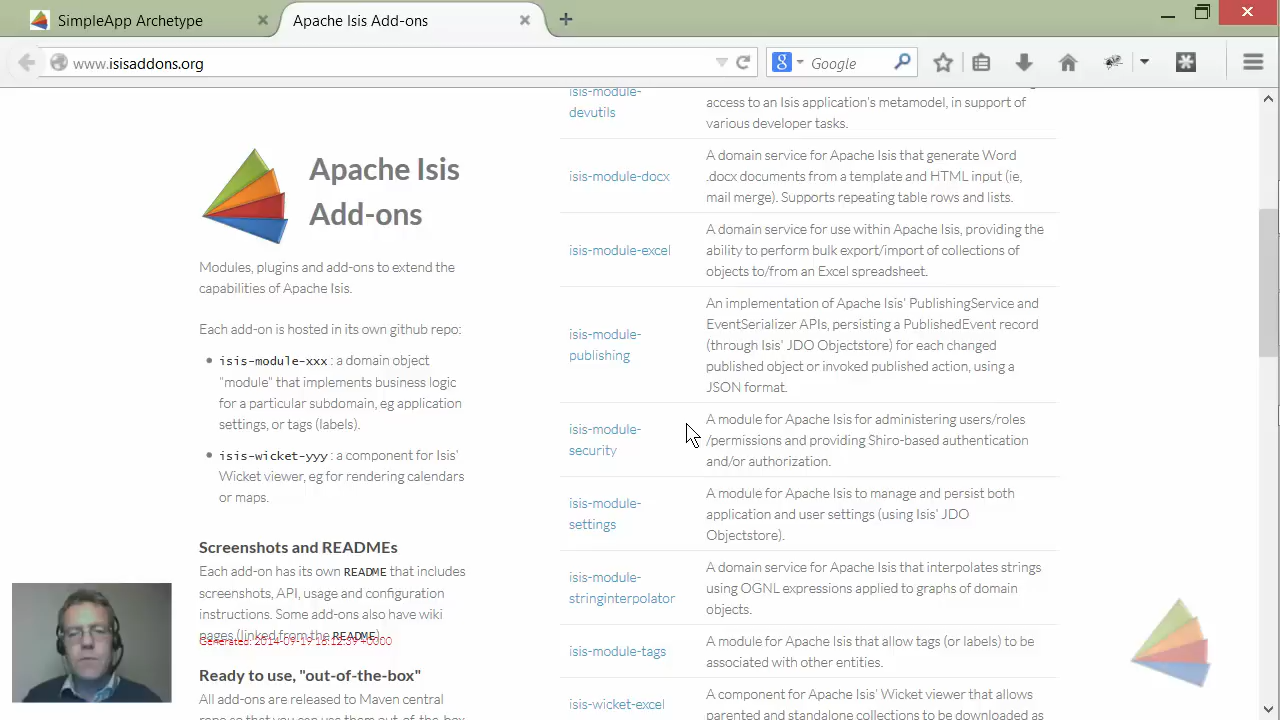 SimpleApp Archetype
Apache Isis Add-ons
www.isisaddons.org
Google
Apache Isis
Add-ons
Modules, plugins and add-ons to extend the
capabilities of Apache Isis.
Each add-on is hosted in its own github repo:
isis-module-xxx : a domain object
"module" that implements business logic
for a particular subdomain, eg application
settings, or tags (labels).
isis-wicket-yyy : a component for Isis'
Wicket viewer, eg for rendering calendars
or maps.
Screenshots and READMEs
Each add-on has its own README that includes
screenshots, API, usage and configuration
instructions. Some add-ons also have wiki
pages (linked from the README)
Generated: 2014-09-19 18:12:09 +0000
Ready to use, "out-of-the-box"
All add-ons are released to Maven central
repo so that you can use them out-of-the-box
isis-module-
devutils
access to an Isis application's metamodel, in support of
various developer tasks.
isis-module-docx
A domain service for Apache Isis that generate Word
.docx documents from a template and HTML input (ie,
mail merge). Supports repeating table rows and lists.
isis-module-excel
A domain service for use within Apache Isis, providing the
ability to perform bulk export/import of collections of
objects to/from an Excel spreadsheet.
isis-module-
publishing
An implementation of Apache Isis' PublishingService and
EventSerializer APIs, persisting a PublishedEvent record
(through Isis' JDO Objectstore) for each changed
published object or invoked published action, using a
JSON format.
isis-module-
security
A module for Apache Isis for administering users/roles
/permissions and providing Shiro-based authentication
and/or authorization.
isis-module-
settings
A module for Apache Isis to manage and persist both
application and user settings (using Isis' JDO
Objectstore).
isis-module-
stringinterpolator
A domain service for Apache Isis that interpolates strings
using OGNL expressions applied to graphs of domain
objects.
isis-module-tags
A module for Apache Isis that allow tags (or labels) to be
associated with other entities.
isis-wicket-excel
A component for Apache Isis' Wicket viewer that allows
parented and standalone collections to be downloaded as